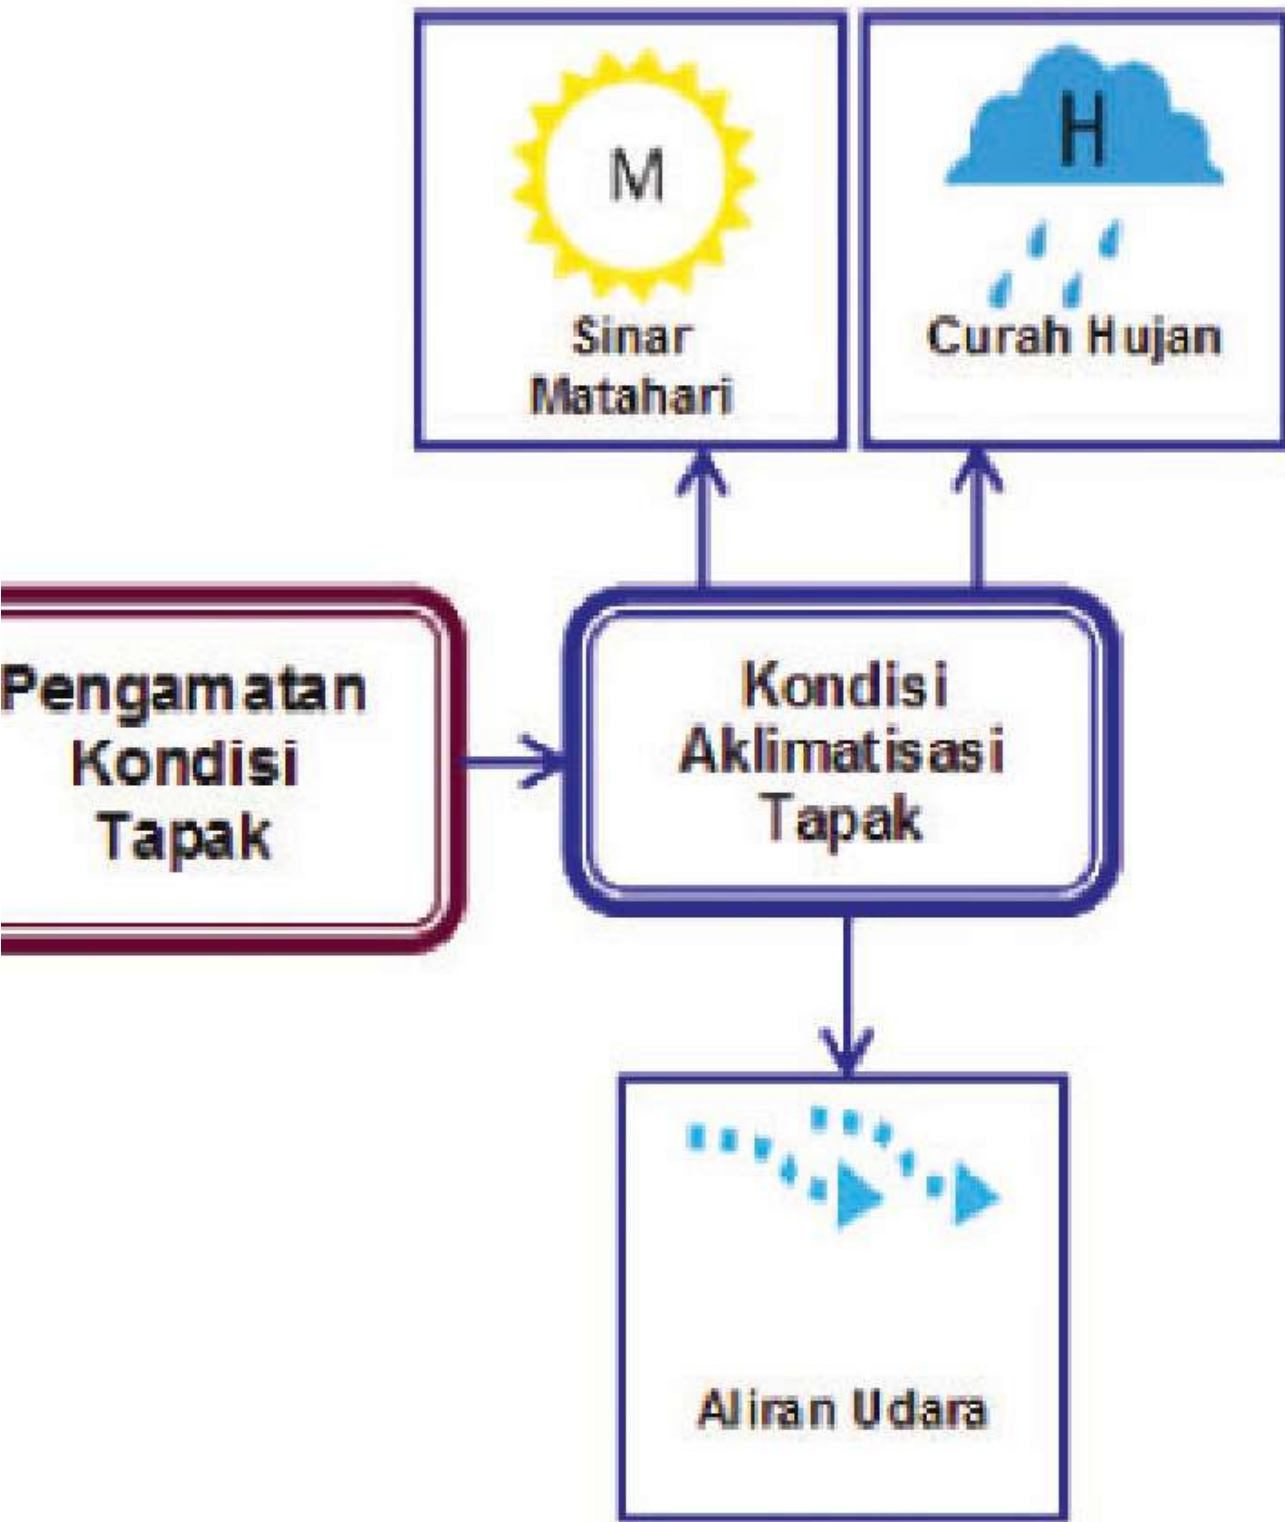 M
Sinar
Matahari
H
Curah Hujan
Pengamatan
Kondisi
Tapak
Kondisi
Aklimatisasi
Tapak
Aliran Udara